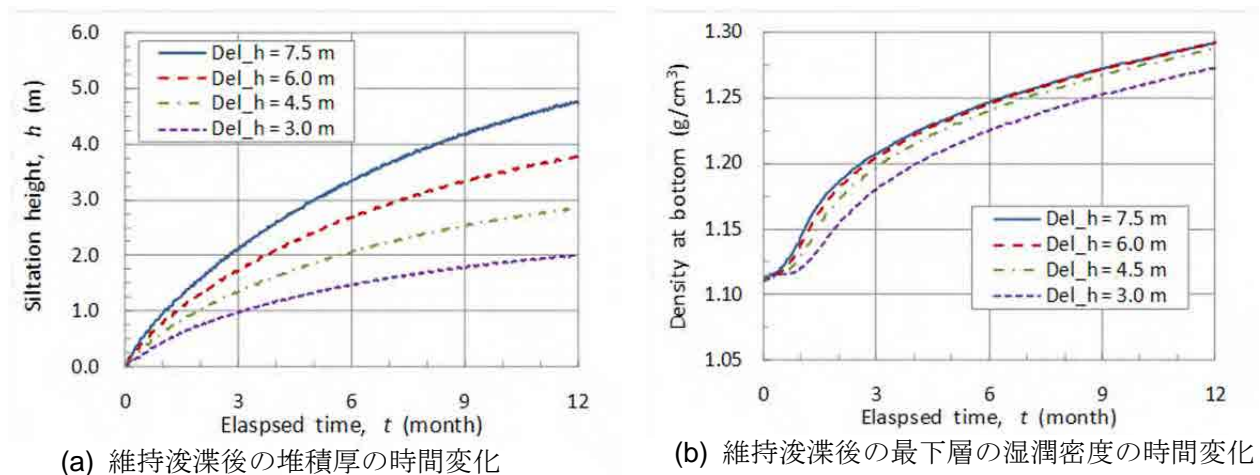 6.0
5.0
4.0
3.0
2.0
1.0
0.0
Siltation height, h (m)
Del_h = 7.5 m
Del_h = 6.0 m
Del_h = 4.5 m
Del_h = 3.0 m
0 3 6 9 12
Elaspsed time, t (month)
(a) 維持浚渫後の堆積厚の時間変化
1.30
1.25
1.20
1.15
1.10
1.05
Density at bottom (g/cm³)
Del_h = 7.5 m
Del_h = 6.0 m
Del_h = 4.5 m
Del_h = 3.0 m
0 3 6 9 12
Elaspsed time, t (month)
(b) 維持浚渫後の最下層の湿潤密度の時間変化